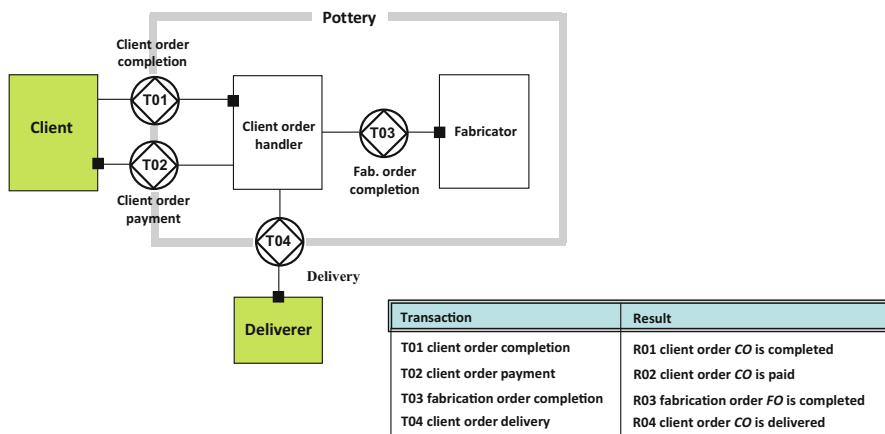 Pottery
Client order
completion
T01
Client
Client order
handler
T03
Fabricator
T02
Fab. order
completion
Client order
payment
T04
Delivery
Deliverer
Transaction Result
T01 client order completion R01 client order CO is completed
T02 client order payment R02 client order CO is paid
T03 fabrication order completion R03 fabrication order FO is completed
T04 client order delivery R04 client order CO is delivered